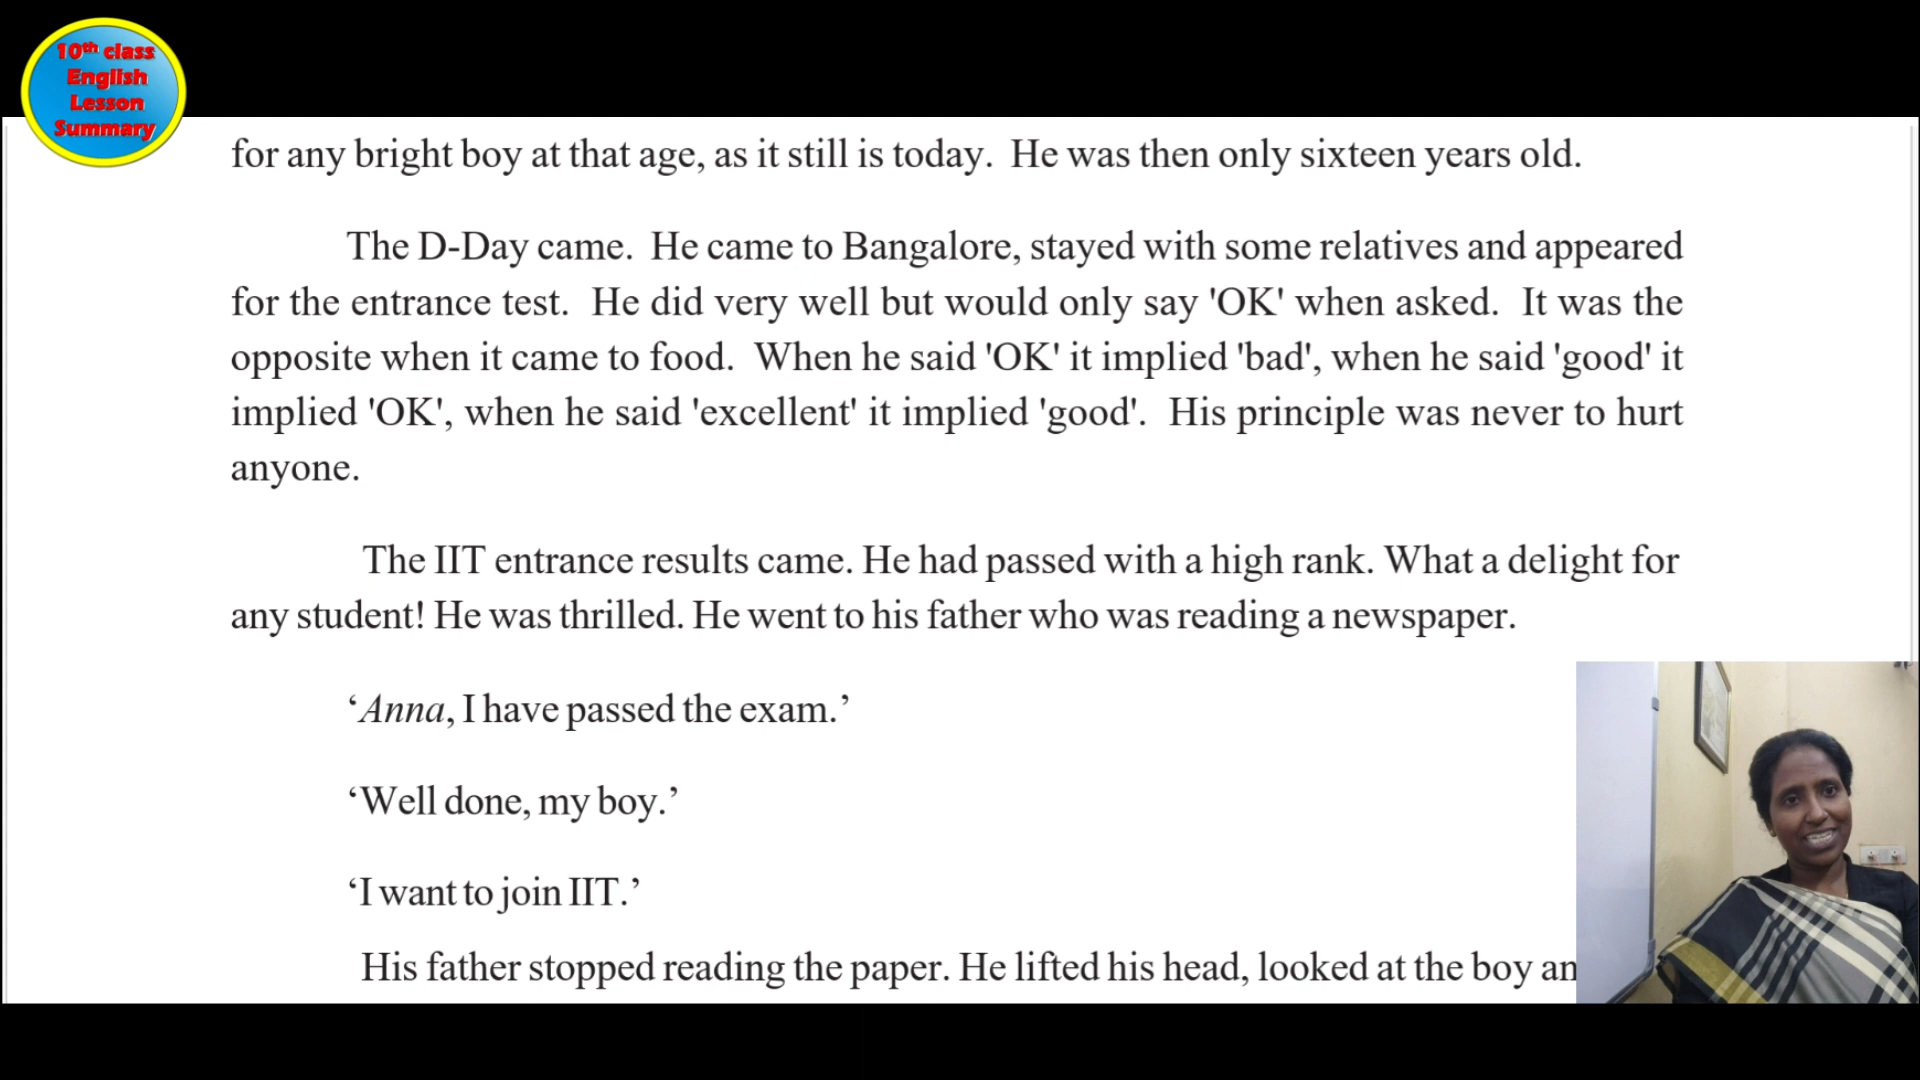 10th class
English
Lesson
Summary
for any bright boy at that age, as it still is today. He was then only sixteen years old.
The D-Day came. He came to Bangalore, stayed with some relatives and appeared
for the entrance test. He did very well but would only say 'OK' when asked. It was the
opposite when it came to food. When he said 'OK' it implied 'bad', when he said 'good' it
implied 'OK', when he said 'excellent' it implied 'good'. His principle was never to hurt
anyone.
The IIT entrance results came. He had passed with a high rank. What a delight for
any student! He was thrilled. He went to his father who was reading a newspaper.
‘Anna, I have passed the exam.’
‘Well done, my boy.’
‘I want to join IIT.’
His father stopped reading the paper. He lifted his head, looked at the boy